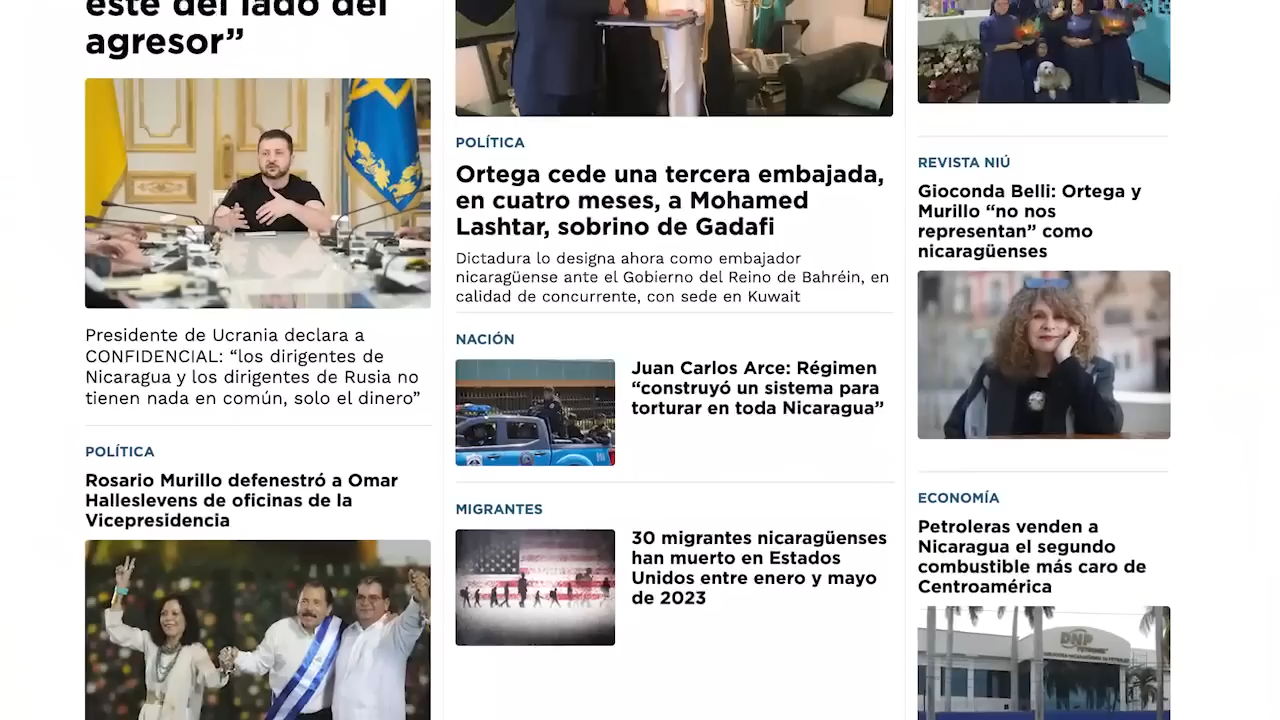 este del lado del
agresor”
Presidente de Ucrania declara a
CONFIDENCIAL: “los dirigentes de
Nicaragua y los dirigentes de Rusia no
tienen nada en común, solo el dinero”
POLÍTICA
Rosario Murillo defenestró a Omar
Halleslevens de oficinas de la
Vicepresidencia
POLÍTICA
Ortega cede una tercera embajada,
en cuatro meses, a Mohamed
Lashtar, sobrino de Gadafi
Dictadura lo designa ahora como embajador
nicaragüense ante el Gobierno del Reino de Bahréin, en
calidad de concurrente, con sede en Kuwait
NACIÓN
Juan Carlos Arce: Régimen
“construyó un sistema para
torturar en toda Nicaragua”
MIGRANTES
30 migrantes nicaragüenses
han muerto en Estados
Unidos entre enero y mayo
de 2023
REVISTA NIÚ
Gioconda Belli: Ortega y
Murillo “no nos
representan” como
nicaragüenses
ECONOMÍA
Petroleras venden a
Nicaragua el segundo
combustible más caro de
Centroamérica
DNP